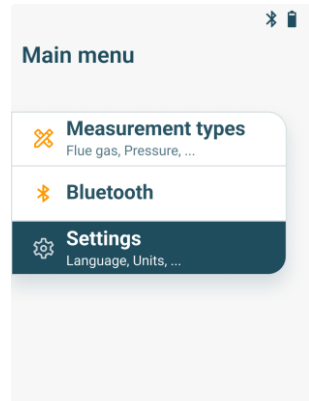 Main menu
Measurement types
Flue gas, Pressure, ...
Bluetooth
Settings
Language, Units, ...